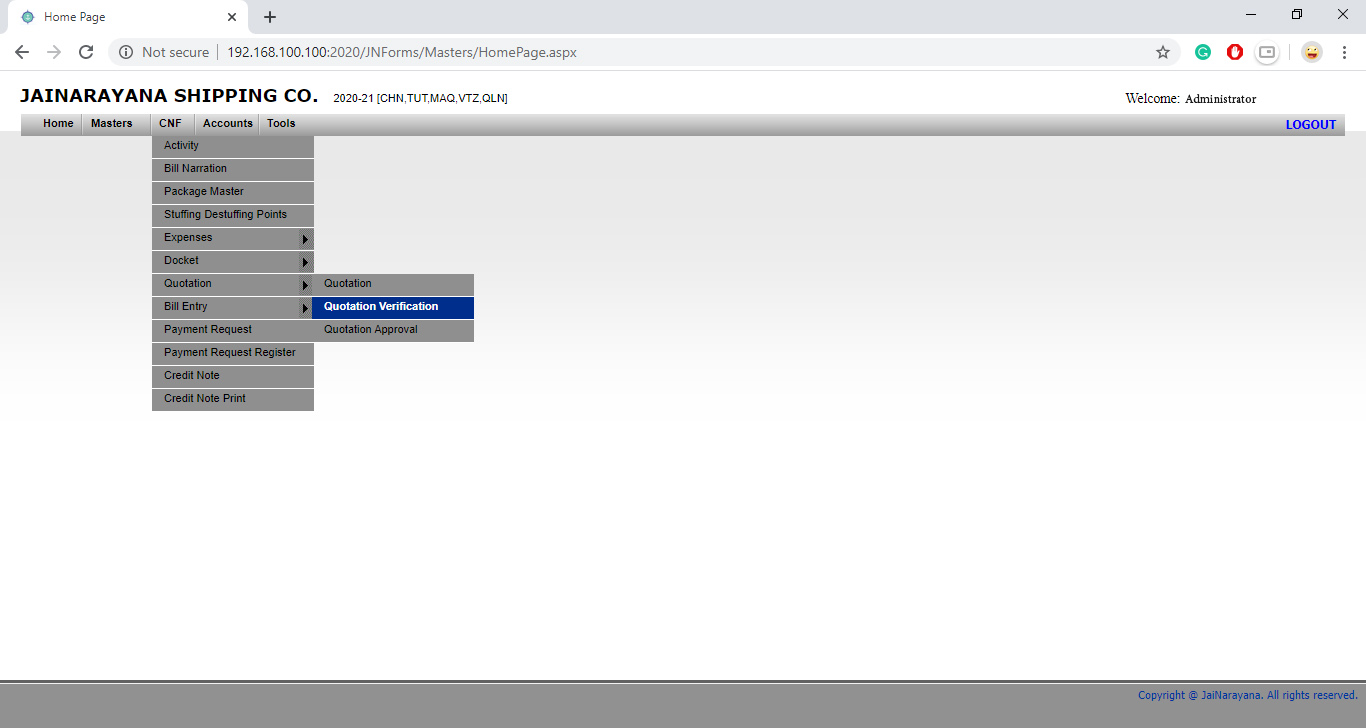 Home Page
Not secure 192.168.100.100:2020/JNForms/Masters/HomePage.aspx
JAINARAYANA SHIPPING CO. 2020-21 [CHN,TUT,MAQ,VTZ,QLN] Welcome: Administrator
Home Masters CNF Accounts Tools LOGOUT
Activity
Bill Narration
Package Master
Stuffing Destuffing Points
Expenses
Docket
Quotation Quotation
Bill Entry Quotation Verification
Payment Request Quotation Approval
Payment Request Register
Credit Note
Credit Note Print
Copyright @ JaiNarayana. All rights reserved.